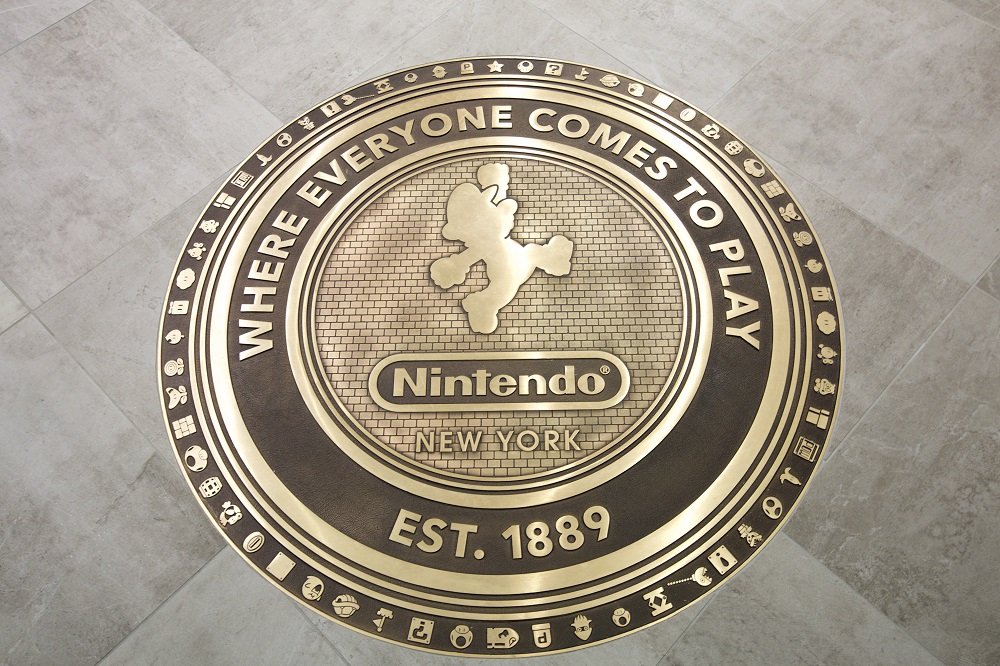 WHERE EVERYONE COMES TO PLAY
Nintendo®
NEW YORK
EST. 1889